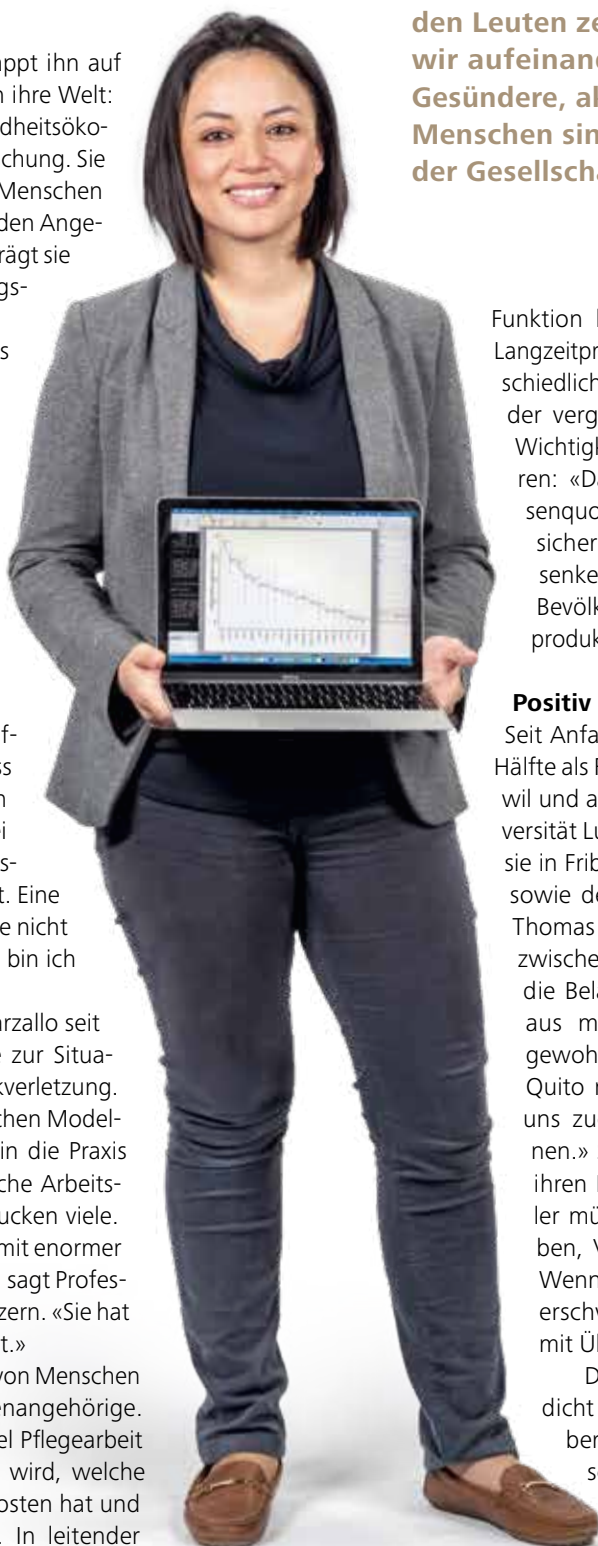 appt ihn auf
n ihre Welt:
dheitsöko-
chung. Sie
Menschen
den Ange-
rägt sie
gs-
s
f-
ss
n
ei
s-
t. Eine
e nicht
bin ich
rzallo seit
e zur Situa-
kverletzung.
chen Model-
in die Praxis
che Arbeits-
ucken viele.
mit enormer
sagt Profes-
zern. «Sie hat
t.»
von Menschen
enangehörige.
el Pflegearbeit
wird, welche
osten hat und
. In leitender
den Leuten ze
wir aufeinand
Gesündere, al
Menschen sin
der Gesellscha
Funktion
Langzeitpr
schiedlich
der verg
Wichtigk
ren: «Da
senquo
sicher
senke
Bevölk
produk
Positiv
Seit Anfa
Hälfte als F
wil und a
versität Lu
sie in Frib
sowie de
Thomas
zwische
die Bela
aus m
gewoh
Quito
uns zu
nen.»
ihren
ler mü
ben, V
Wenn
erschw
mit Üb
D
dicht
ber
s